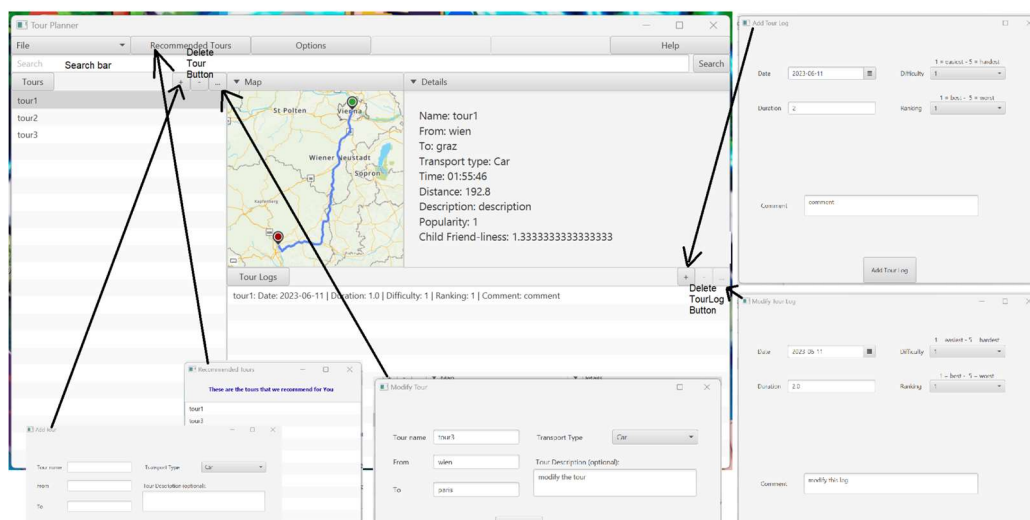 Tour Planner
File
Recommended Tours
Options
Help
Delete
Tour
Button
Search
Search bar
Search
Tours
+
-
...
Map
Details
tour1
tour2
tour3
St Polten
Vienna
Wiener Neustadt
Sopron
Kapfenberg
Name: tour1
From: wien
To: graz
Transport type: Car
Time: 01:55:46
Distance: 192.8
Description: description
Popularity: 1
Child Friend-liness: 1.3333333333333333
Tour Logs
+
-
...
Delete
TourLog
Button
tour1: Date: 2023-06-11 | Duration: 1.0 | Difficulty: 1 | Ranking: 1 | Comment: comment
Recommended Tours
These are the tours that we recommend for You
tour1
tour3
Add Tour
Tour name
Transport Type
Car
From
Tour Description (optional):
To
Modify Tour
Tour name
tour3
Transport Type
Car
From
wien
Tour Description (optional):
modify the tour
To
paris
Add Tour Log
1 = easiest - 5 = hardest
Date
2023-06-11
Difficulty
1
1 = best - 5 = worst
Duration
2
Ranking
1
Comment
comment
Add Tour Log
Modify Tour Log
1 = easiest - 5 = hardest
Date
2023-06-11
Difficulty
1
1 = best - 5 = worst
Duration
2.0
Ranking
1
Comment
modify this log